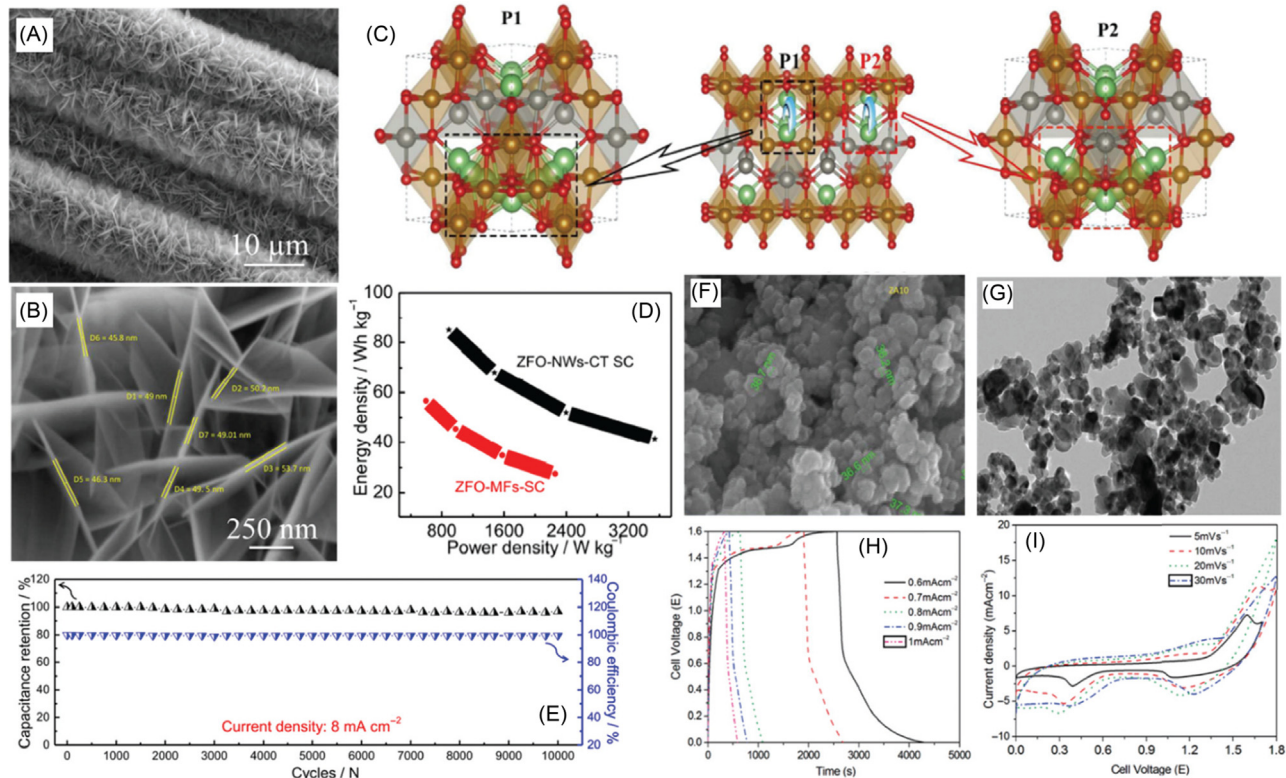 (A)
10 µm
(B)
D6 = 45.8 nm
D1 = 49 nm
D2 = 50.7 nm
D7 = 49.01 nm
D3 = 53.7 nm
D5 = 46.3 nm
D4 = 49.5 nm
250 nm
(C)
P1
P1
P2
P2
(D)
Energy density / Wh kg⁻¹
100
80
60
40
20
ZFO-NWs-CT SC
ZFO-MFs-SC
800
1600
2400
3200
Power density / W kg⁻¹
(E)
Capacitance retention / %
120
100
80
60
40
20
0
Current density: 8 mA cm⁻²
0
1000
2000
3000
4000
5000
6000
7000
8000
9000
10000
Cycles / N
140
120
100
80
60
40
20
Coulombic efficiency / %
(F)
ZA10
(G)
(H)
Cell Voltage (E)
1.6
1.4
1.2
1.0
0.8
0.6
0.4
0.2
0.0
0.6mAcm⁻²
0.7mAcm⁻²
0.8mAcm⁻²
0.9mAcm⁻²
1mAcm⁻²
0
1000
2000
3000
4000
5000
Time (s)
(I)
Current density (mAcm⁻²)
25
20
15
10
5
0
−5
−10
5mVs⁻¹
10mVs⁻¹
20mVs⁻¹
30mVs⁻¹
0.0
0.3
0.6
0.9
1.2
1.5
1.8
Cell Voltage (E)